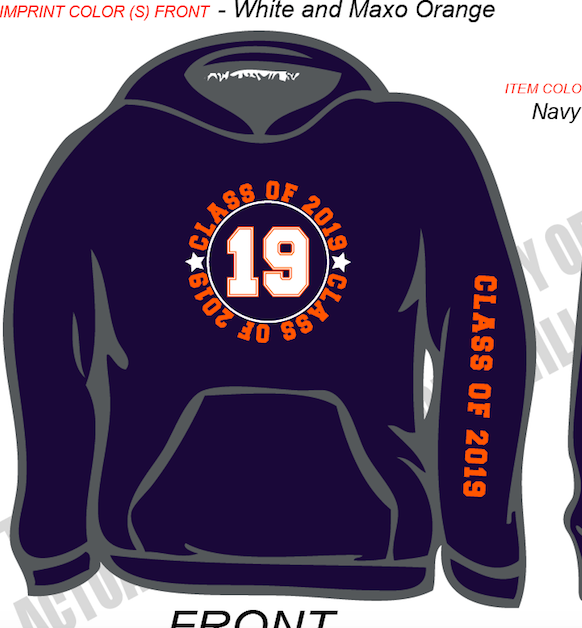 IMPRINT COLOR (S) FRONT - White and Maxo Orange
ITEM COLO
Navy
CLASS OF 2019
19
CLASS OF 2019
CLASS OF 2019
FRONT